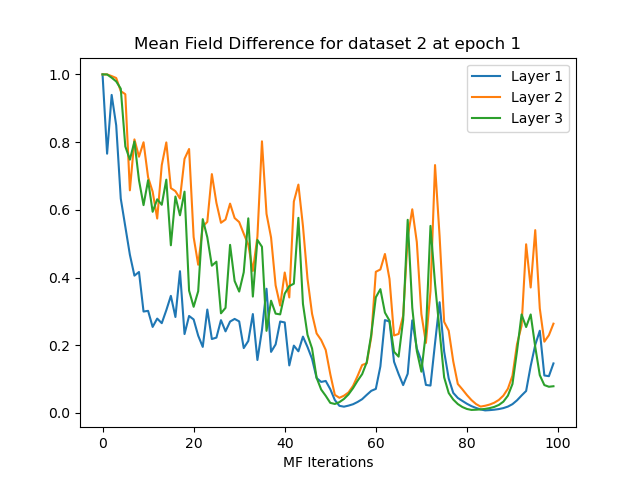 Mean Field Difference for dataset 2 at epoch 1
Layer 1
Layer 2
Layer 3
1.0
0.8
0.6
0.4
0.2
0.0
0 20 40 60 80 100
MF Iterations